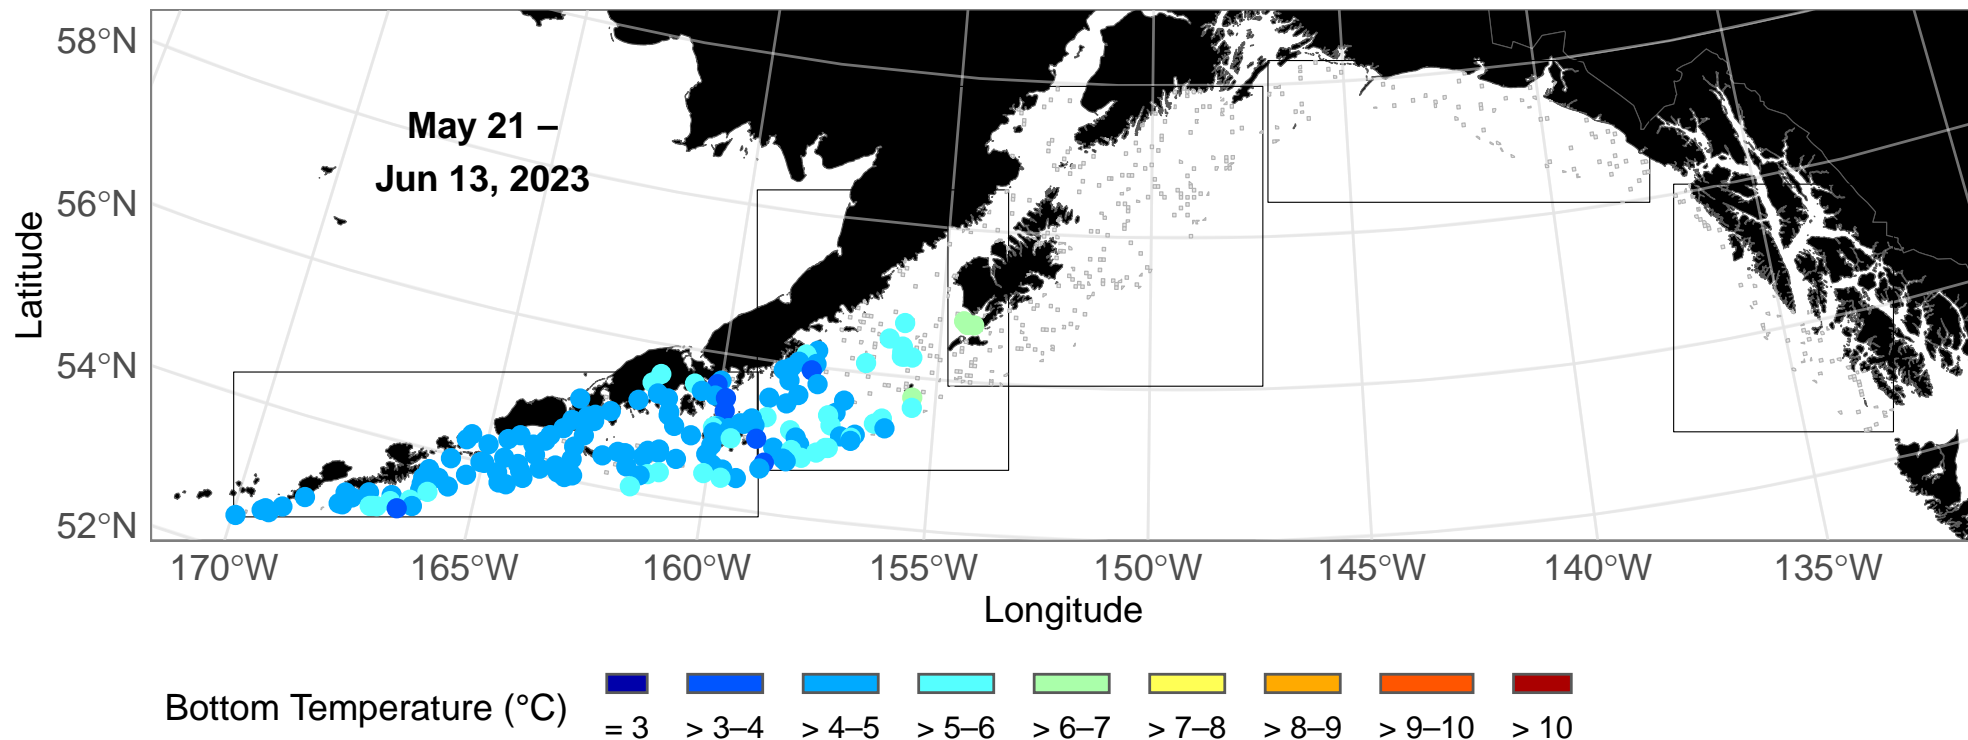 58°N
56°N
54°N
52°N
Latitude
May 21 –
Jun 13, 2023
170°W 165°W 160°W 155°W 150°W 145°W 140°W 135°W
Longitude
Bottom Temperature (°C)
= 3 > 3–4 > 4–5 > 5–6 > 6–7 > 7–8 > 8–9 > 9–10 > 10